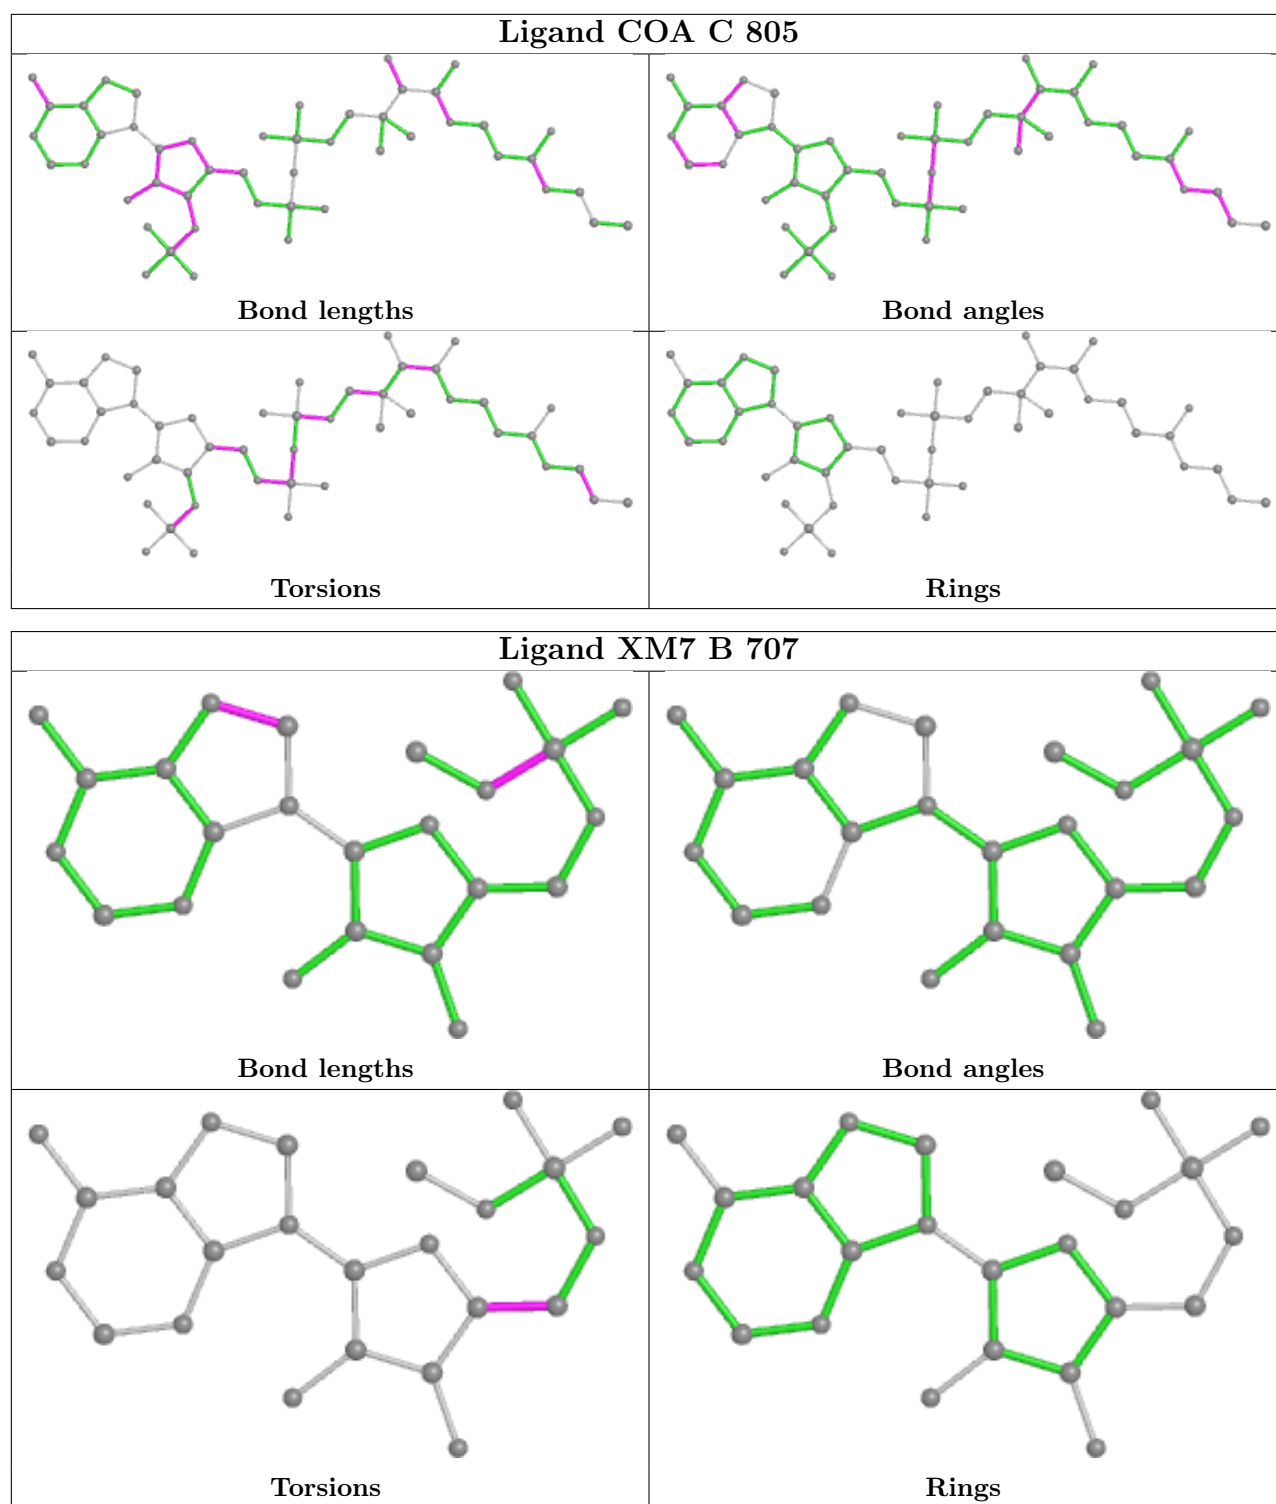 Ligand COA C 805
Bond lengths
Bond angles
Torsions
Rings
Ligand XM7 B 707
Bond lengths
Bond angles
Torsions
Rings